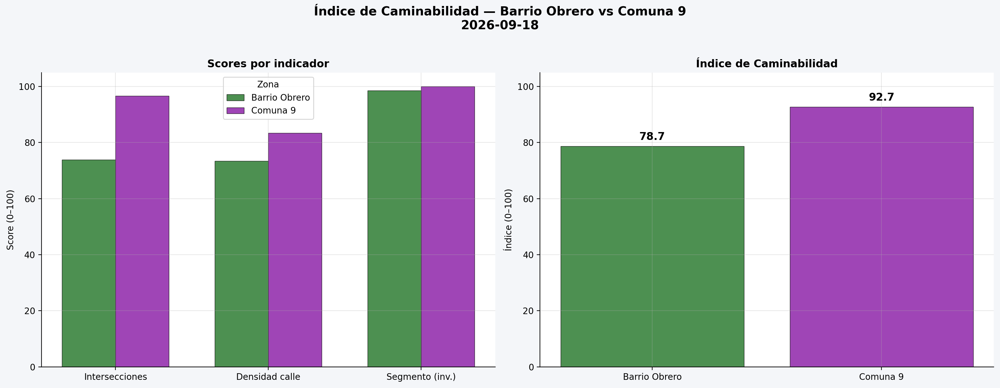 Índice de Caminabilidad — Barrio Obrero vs Comuna 9
2026-09-18
Scores por indicador
Zona
Barrio Obrero
Comuna 9
Score (0–100)
100
80
60
40
20
0
Intersecciones
Densidad calle
Segmento (inv.)
Índice de Caminabilidad
Índice (0–100)
100
80
60
40
20
0
78.7
92.7
Barrio Obrero
Comuna 9